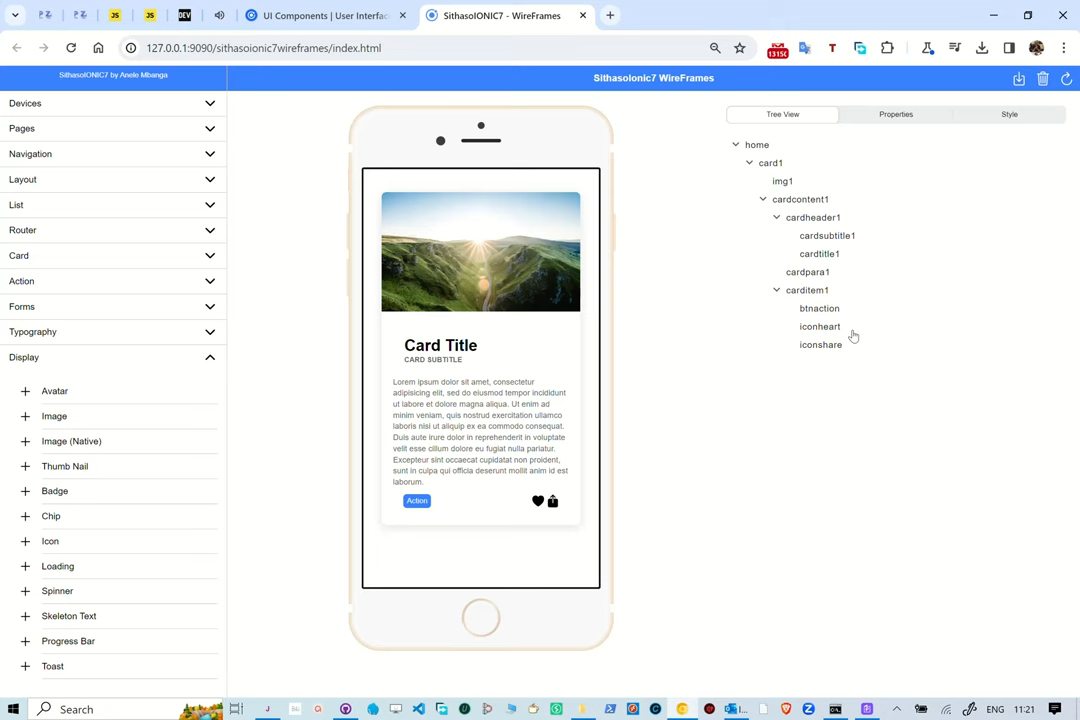 UI Components | User Interfac
SithasoIONIC7 - WireFrames
127.0.0.1:9090/sithasoionic7wireframes/index.html
SithasoIONIC7 by Anele Mbanga
SithasoIonic7 WireFrames
Devices
Pages
Navigation
Layout
List
Router
Card
Action
Forms
Typography
Display
Avatar
Image
Image (Native)
Thumb Nail
Badge
Chip
Icon
Loading
Spinner
Skeleton Text
Progress Bar
Toast
Card Title
CARD SUBTITLE
Lorem ipsum dolor sit amet, consectetur
adipisicing elit, sed do eiusmod tempor incididunt
ut labore et dolore magna aliqua. Ut enim ad
minim veniam, quis nostrud exercitation ullamco
laboris nisi ut aliquip ex ea commodo consequat.
Duis aute irure dolor in reprehenderit in voluptate
velit esse cillum dolore eu fugiat nulla pariatur.
Excepteur sint occaecat cupidatat non proident,
sunt in culpa qui officia deserunt mollit anim id est
laborum.
Action
Tree View Properties Style
home
card1
img1
cardcontent1
cardheader1
cardsubtitle1
cardtitle1
cardpara1
carditem1
btnaction
iconheart
iconshare
Search
ENG 11:21